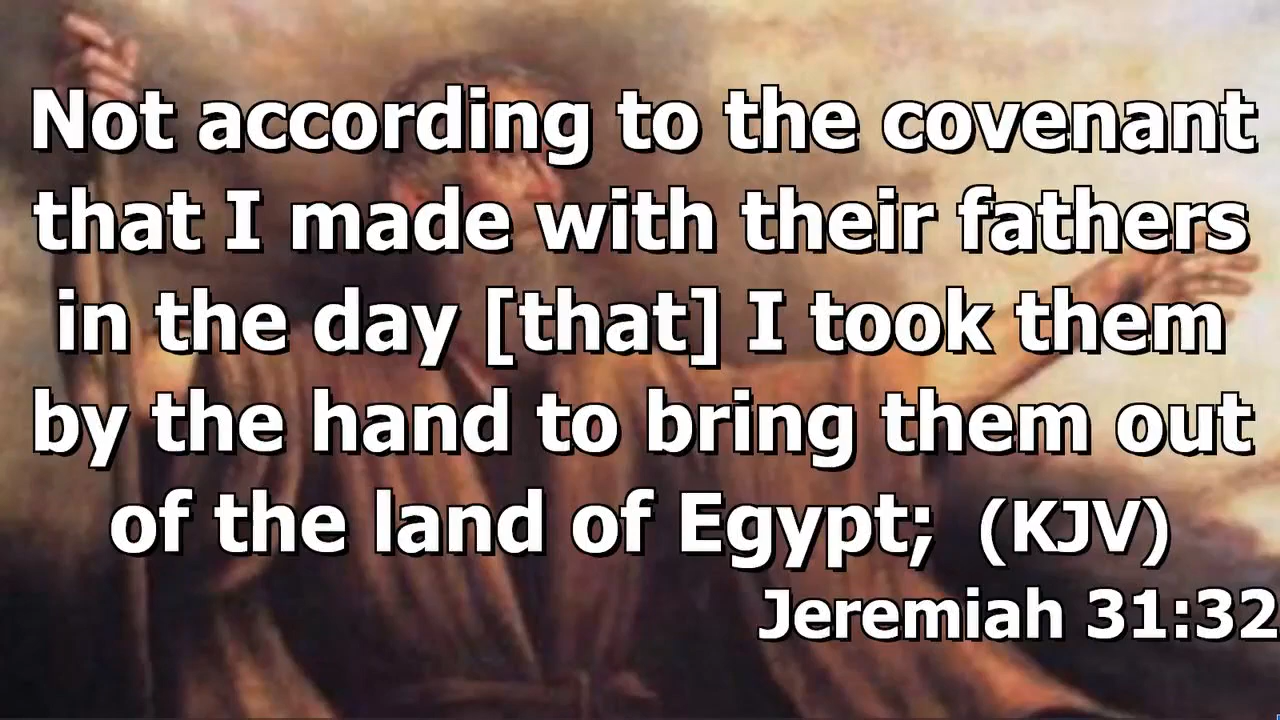 Not according to the covenant
that I made with their fathers
in the day [that] I took them
by the hand to bring them out
of the land of Egypt; (KJV)
Jeremiah 31:32